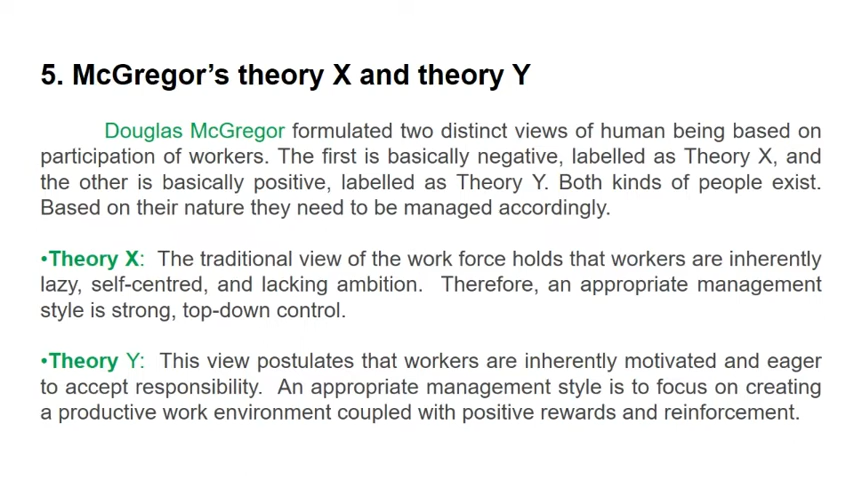 5. McGregor’s theory X and theory Y
Douglas McGregor formulated two distinct views of human being based on
participation of workers. The first is basically negative, labelled as Theory X, and
the other is basically positive, labelled as Theory Y. Both kinds of people exist.
Based on their nature they need to be managed accordingly.
•Theory X:  The traditional view of the work force holds that workers are inherently
lazy, self-centred, and lacking ambition.  Therefore, an appropriate management
style is strong, top-down control.
•Theory Y:  This view postulates that workers are inherently motivated and eager
to accept responsibility.  An appropriate management style is to focus on creating
a productive work environment coupled with positive rewards and reinforcement.